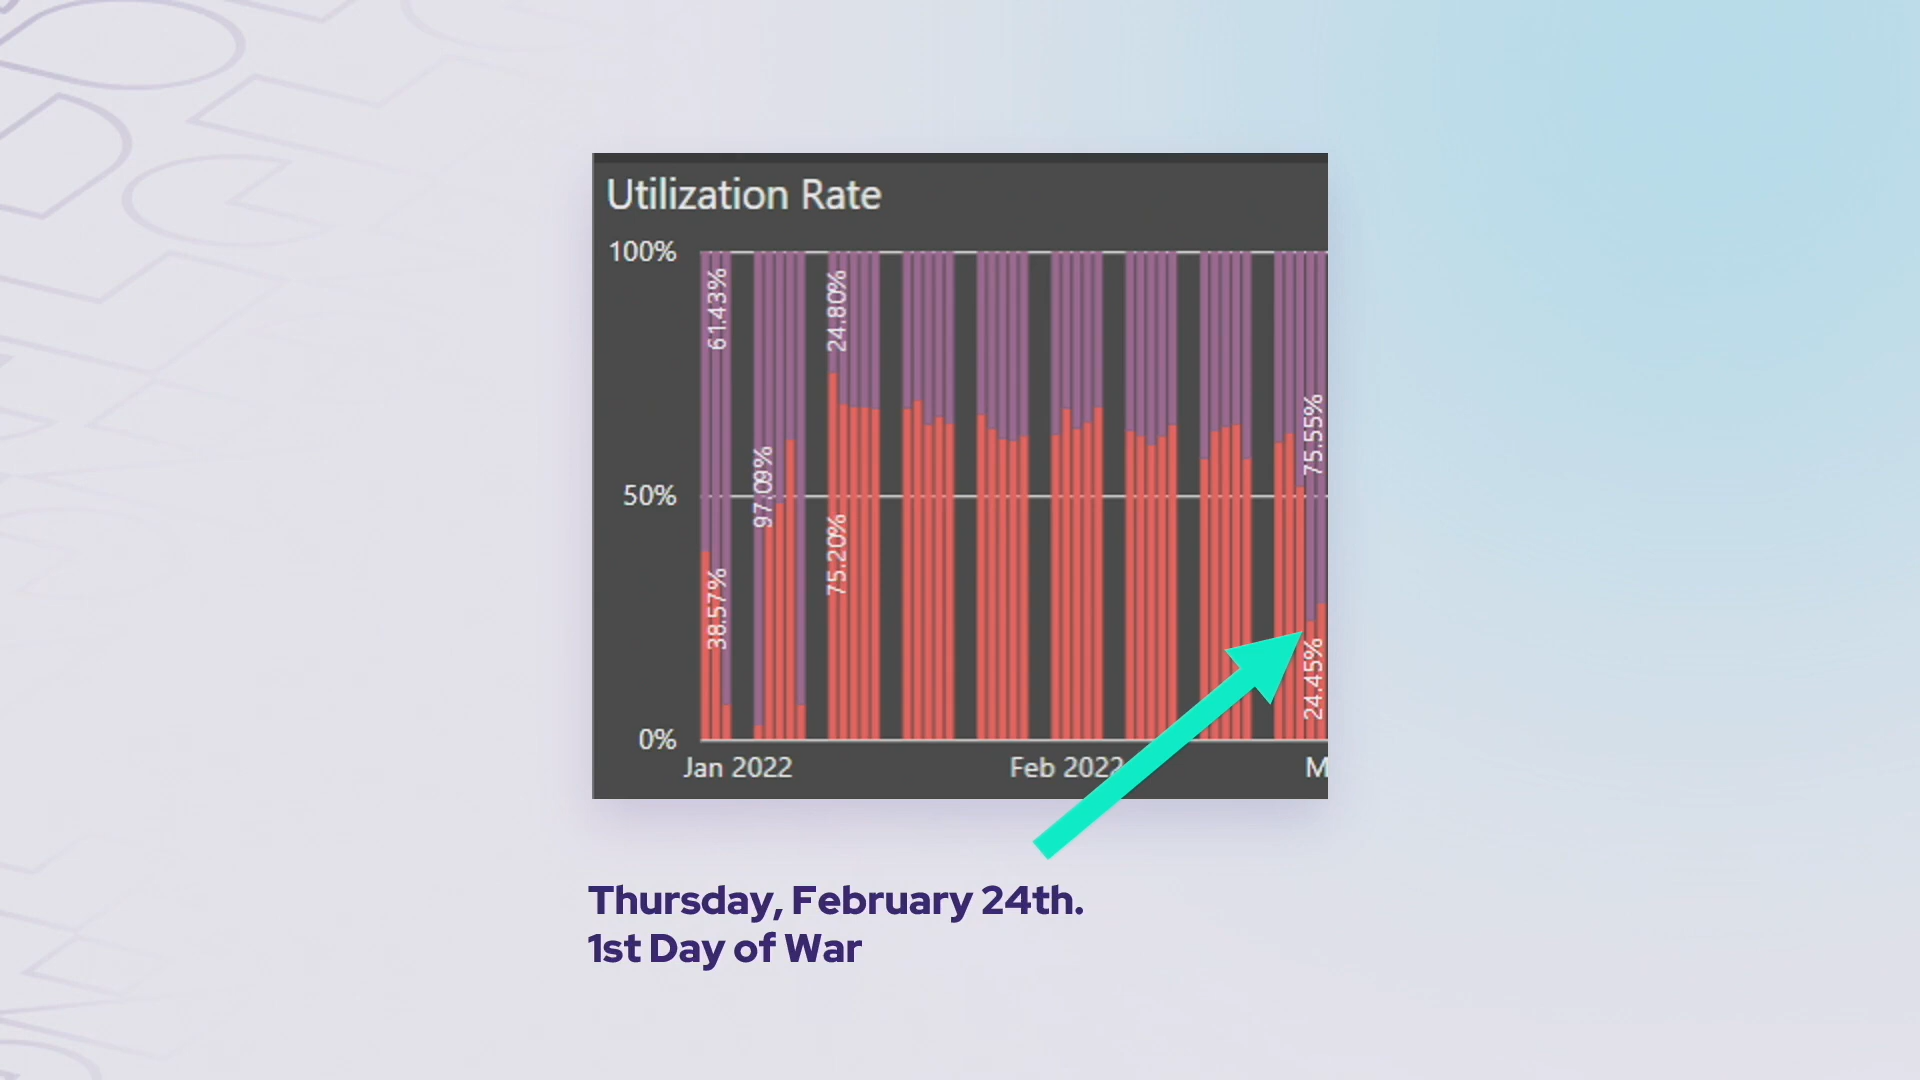 Utilization Rate
100%
61.43%
24.80%
75.55%
97.09%
50%
75.20%
38.57%
24.45%
0%
Jan 2022
Feb 2022
M
Thursday, February 24th.
1st Day of War